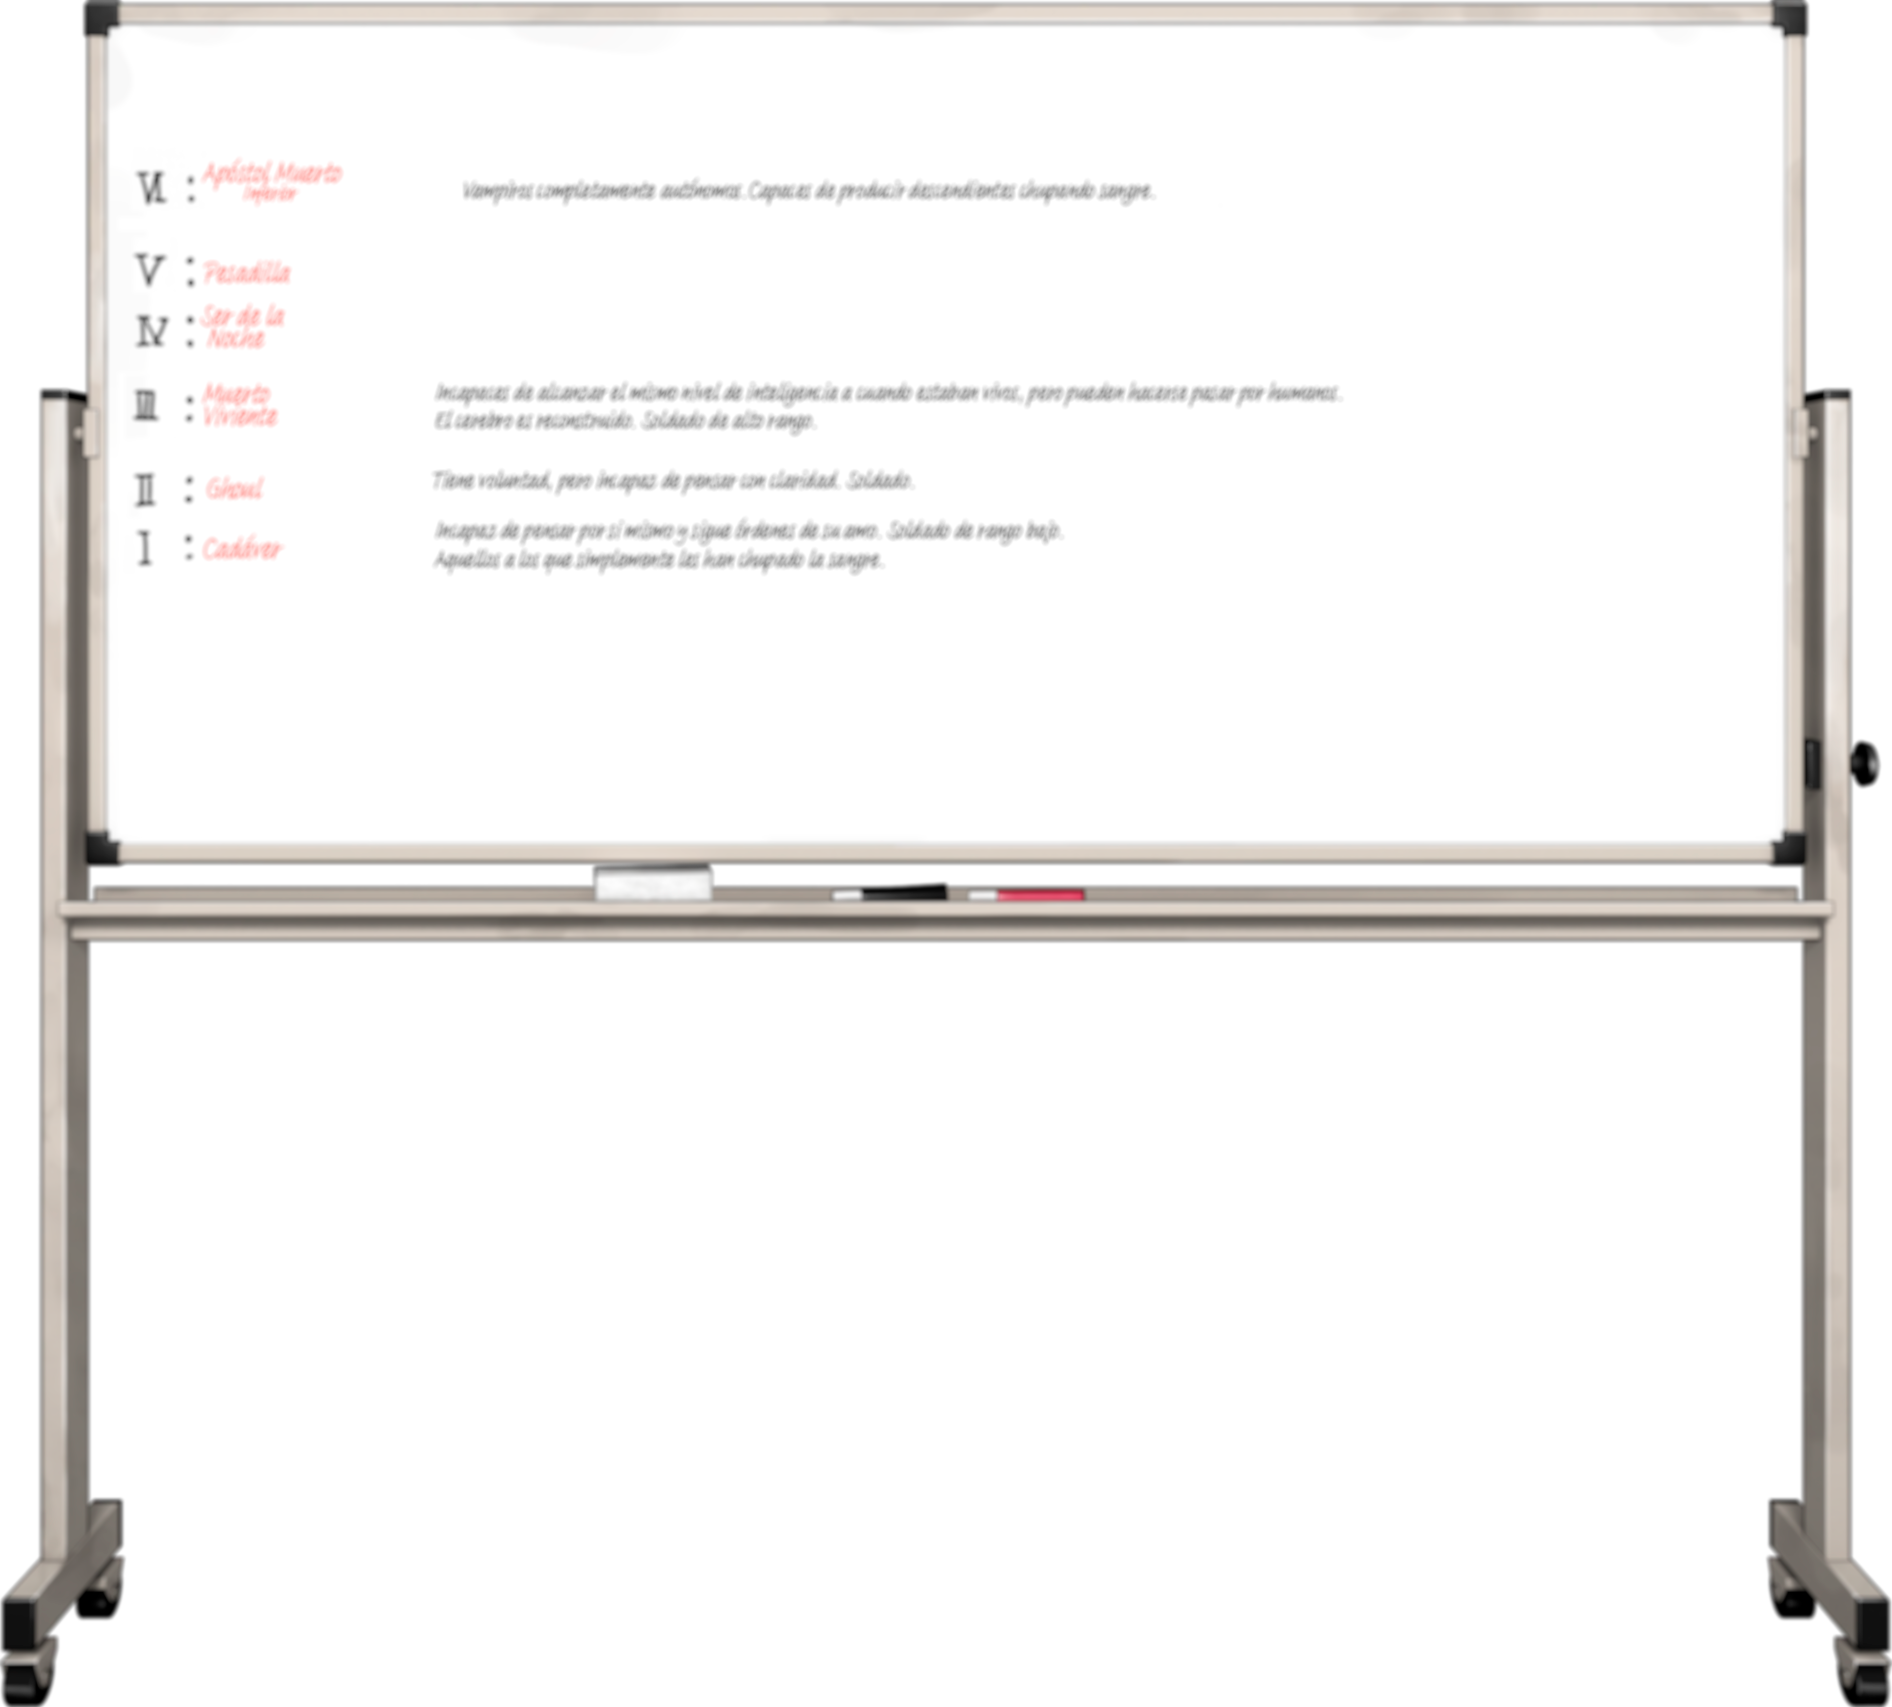 VI : Apóstol Muerto
Inferior
Vampiros completamente autónomos. Capaces de producir descendientes chupando sangre.
V : Pesadilla
IV : Ser de la
Noche
III : Muerto
Viviente
Incapaces de alcanzar el mismo nivel de inteligencia a cuando estaban vivos, pero pueden hacerse pasar por humanos.
El cerebro es reconstruido. Soldado de alto rango.
II : Ghoul
Tiene voluntad, pero incapaz de pensar con claridad. Soldado.
I : Cadáver
Incapaz de pensar por sí mismo y sigue órdenes de su amo. Soldado de rango bajo.
Aquellos a los que simplemente les han chupado la sangre.